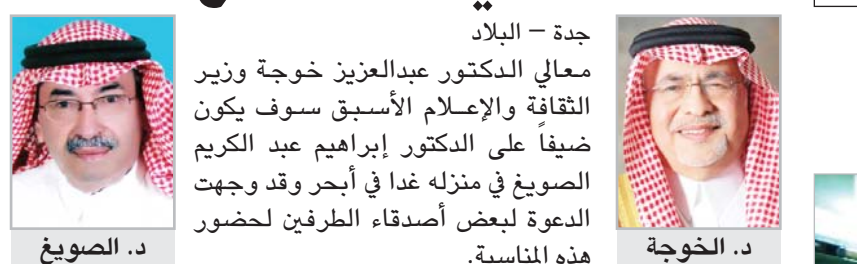 جدة – البلاد
معالي الدكتور عبدالعزيز خوجة وزير
الثقافة والإعلام الأسبق سوف يكون
ضيفاً على الدكتور إبراهيم عبد الكريم
الصويغ في منزله غدا في أبحر وقد وجهت
الدعوة لبعض أصدقاء الطرفين لحضور
هذه المناسبة.
د. الخوجة
د. الصويغ